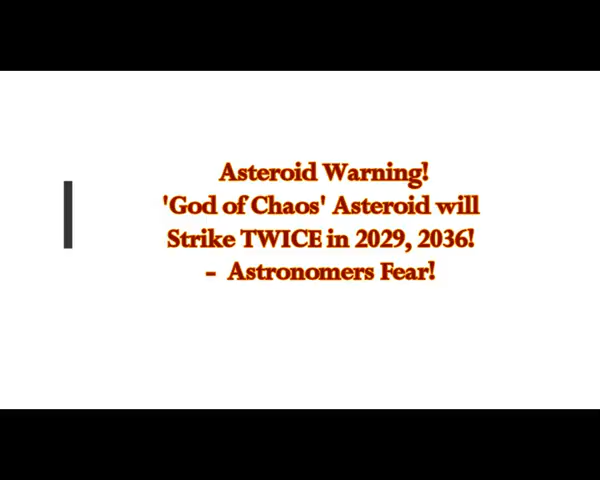 Asteroid Warning!
'God of Chaos' Asteroid will
Strike TWICE in 2029, 2036!
- Astronomers Fear!